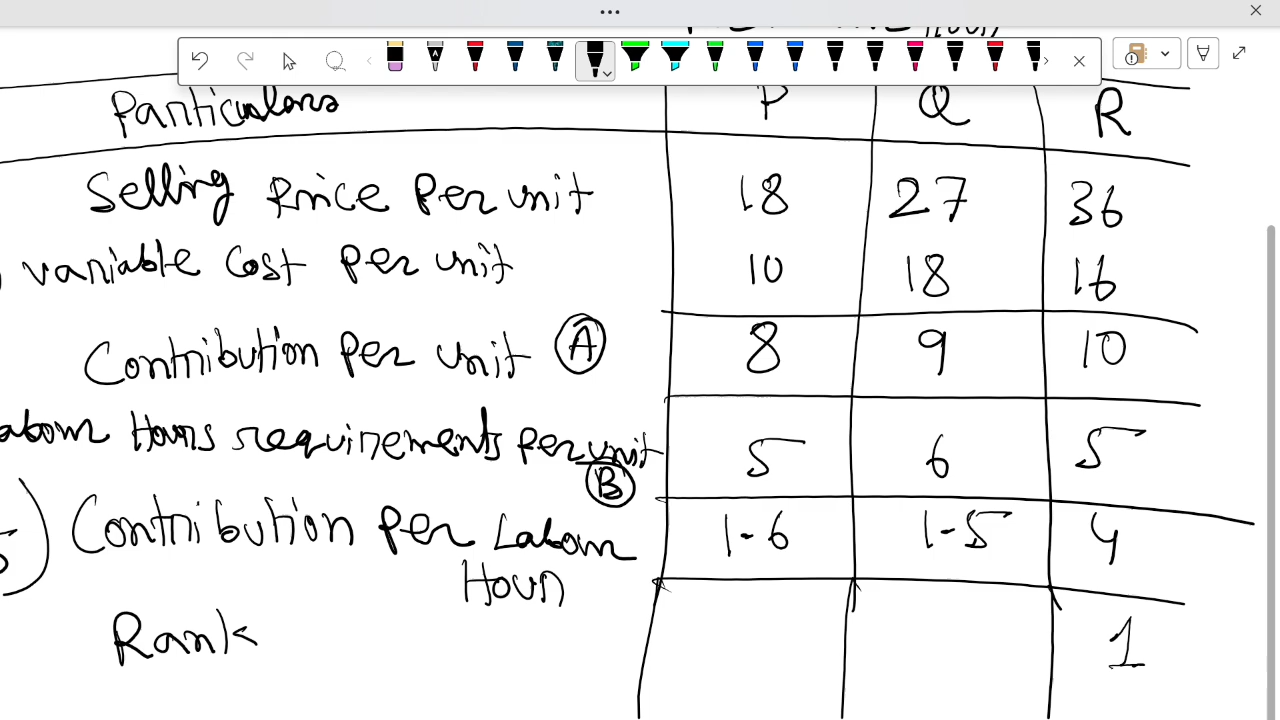 Particulars P Q R
Selling Price Per unit 18 27 36
variable Cost Per unit 10 18 16
Contribution Per unit (A) 8 9 10
Hours requirements per unit (B) 5 6 5
Contribution Per Labour Hour 1-6 1-5 4
Rank 1